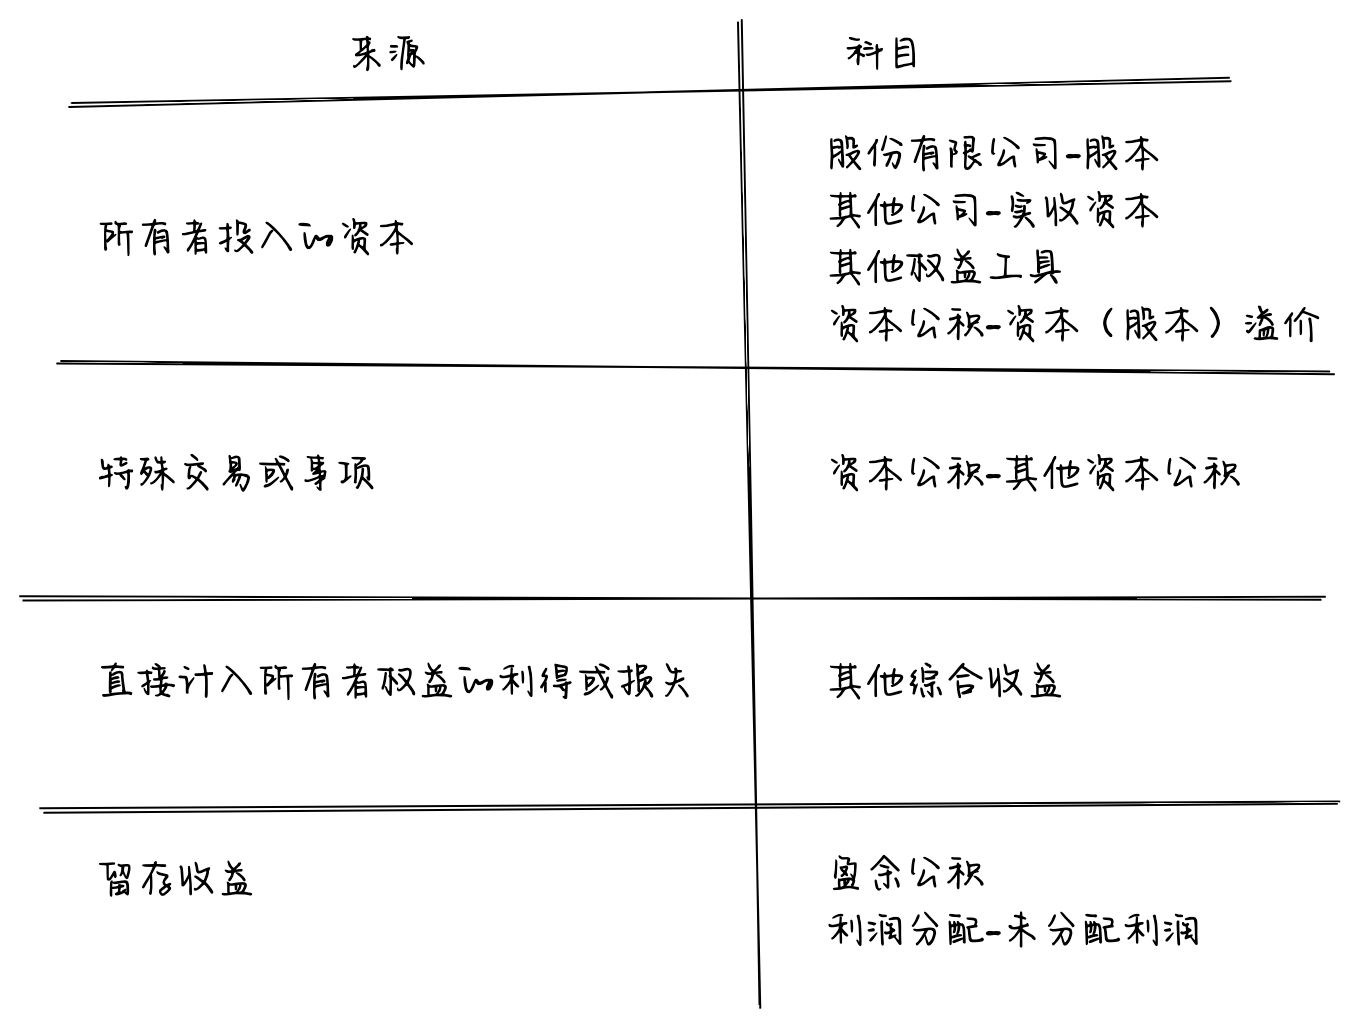 来源
科目
所有者投入的资本
股份有限公司-股本
其他公司-实收资本
其他权益工具
资本公积-资本（股本）溢价
特殊交易或事项
资本公积-其他资本公积
直接计入所有者权益的利得或损失
其他综合收益
留存收益
盈余公积
利润分配-未分配利润